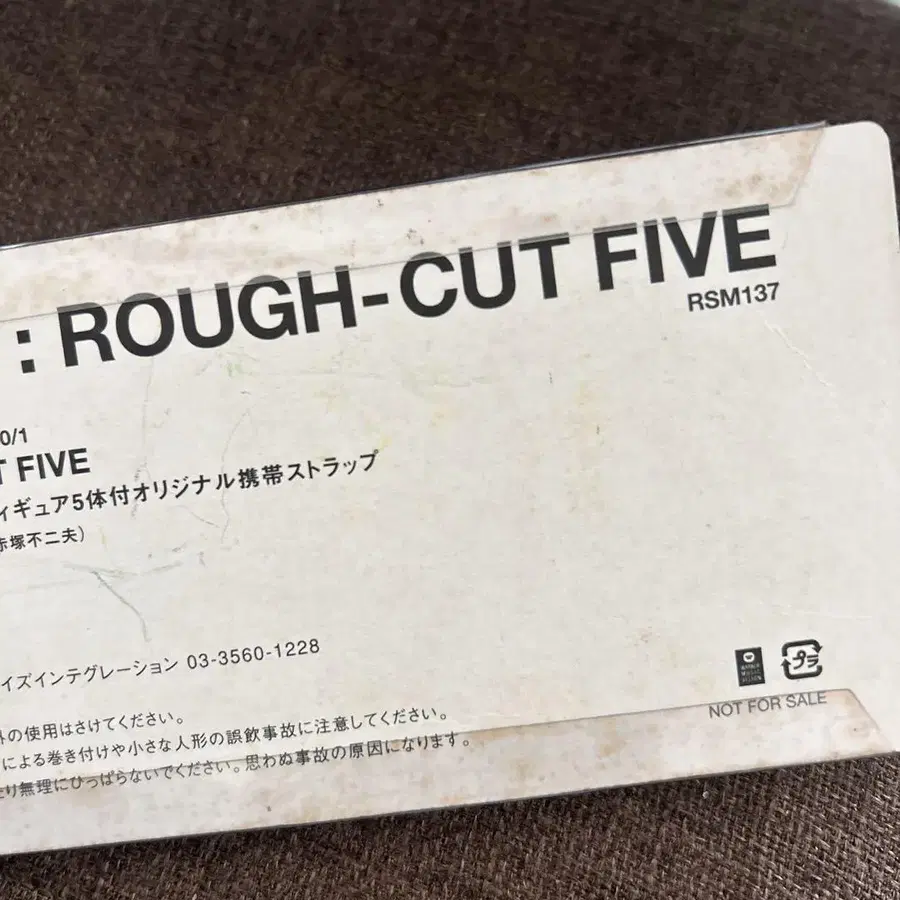 : ROUGH-CUT FIVE
RSM137
0/1
T FIVE
ィギュア5体付オリジナル携帯ストラップ
赤塚不二夫)
イズインテグレーション 03-3560-1228
外の使用はさけてください。
による巻き付けや小さな人形の誤飲事故に注意してください。
たり無理にひっぱらないでください。思わぬ事故の原因になります。
WARNER
MUSIC
プラ
NOT FOR SALE